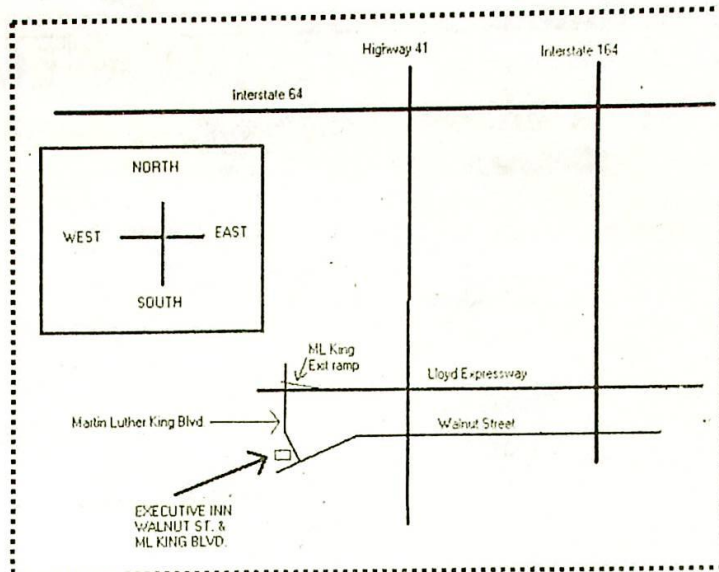 Highway 41
Interstate 164
Interstate 64
NORTH
WEST
EAST
SOUTH
ML King
Exit ramp
Lloyd Expressway
Martin Luther King Blvd.
Walnut Street
EXECUTIVE INN
WALNUT ST. &
ML KING BLVD.